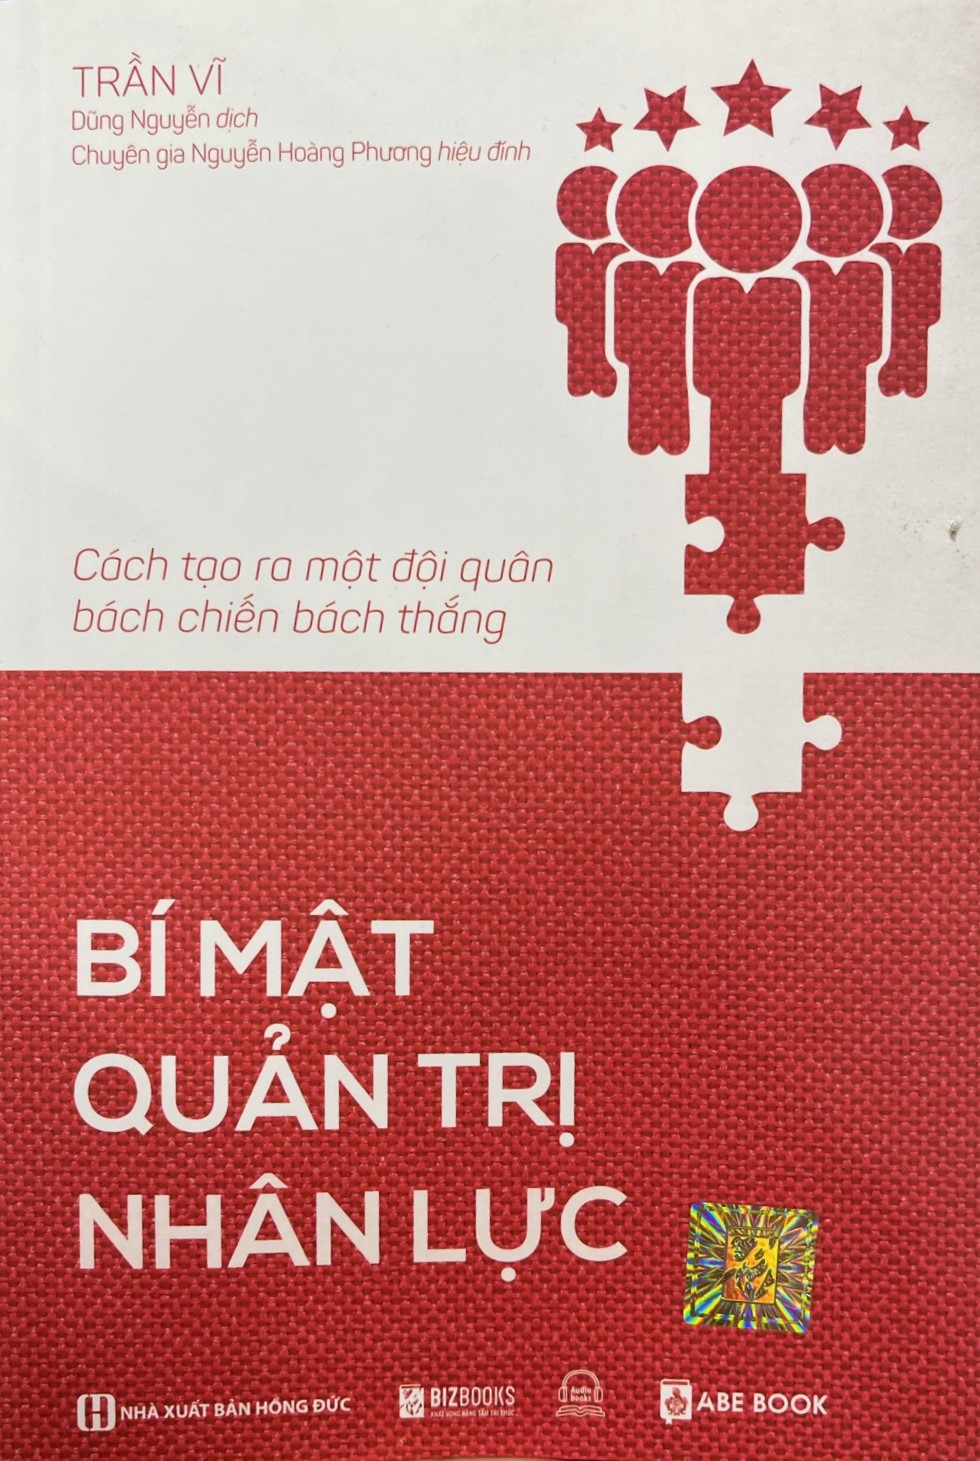 TRẦN VĨ
Dũng Nguyễn dịch
Chuyên gia Nguyễn Hoàng Phương hiệu đính
Cách tạo ra một đội quân
bách chiến bách thắng
BÍ MẬT
QUẢN TRỊ
NHÂN LỰC
NHÀ XUẤT BẢN HỒNG ĐỨC
BIZBOOKS
KHÁT VỌNG NÂNG TẦM TRI THỨC
Audio
books
ABE BOOK